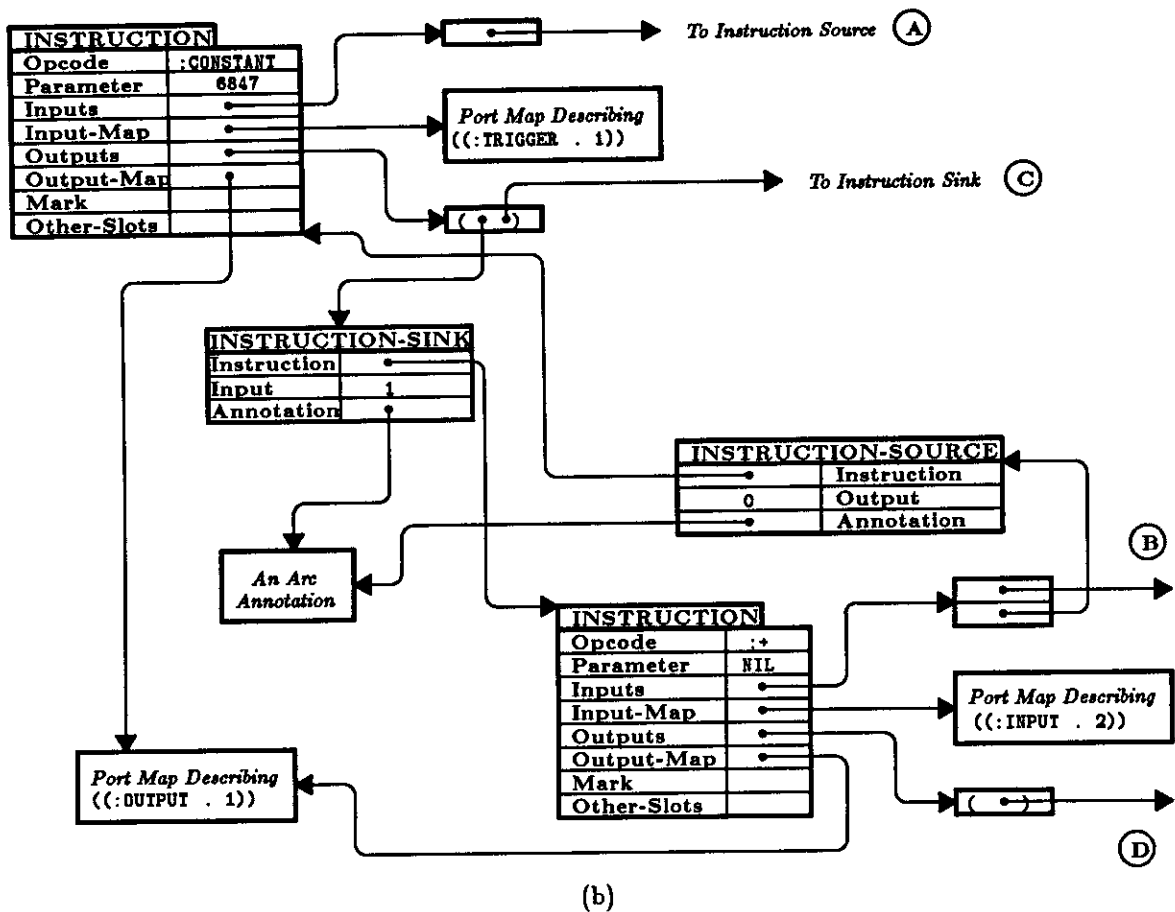 To Instruction Source A
INSTRUCTION
Opcode :CONSTANT
Parameter 6847
Inputs
Input-Map
Outputs
Output-Map
Mark
Other-Slots
Port Map Describing
((:TRIGGER . 1))
To Instruction Sink C
( )
INSTRUCTION-SINK
Instruction
Input 1
Annotation
INSTRUCTION-SOURCE
Instruction
0 Output
Annotation
An Arc
Annotation
B
INSTRUCTION
Opcode :+
Parameter NIL
Inputs
Input-Map
Outputs
Output-Map
Mark
Other-Slots
Port Map Describing
((:INPUT . 2))
Port Map Describing
((:OUTPUT . 1))
( )
D
(b)